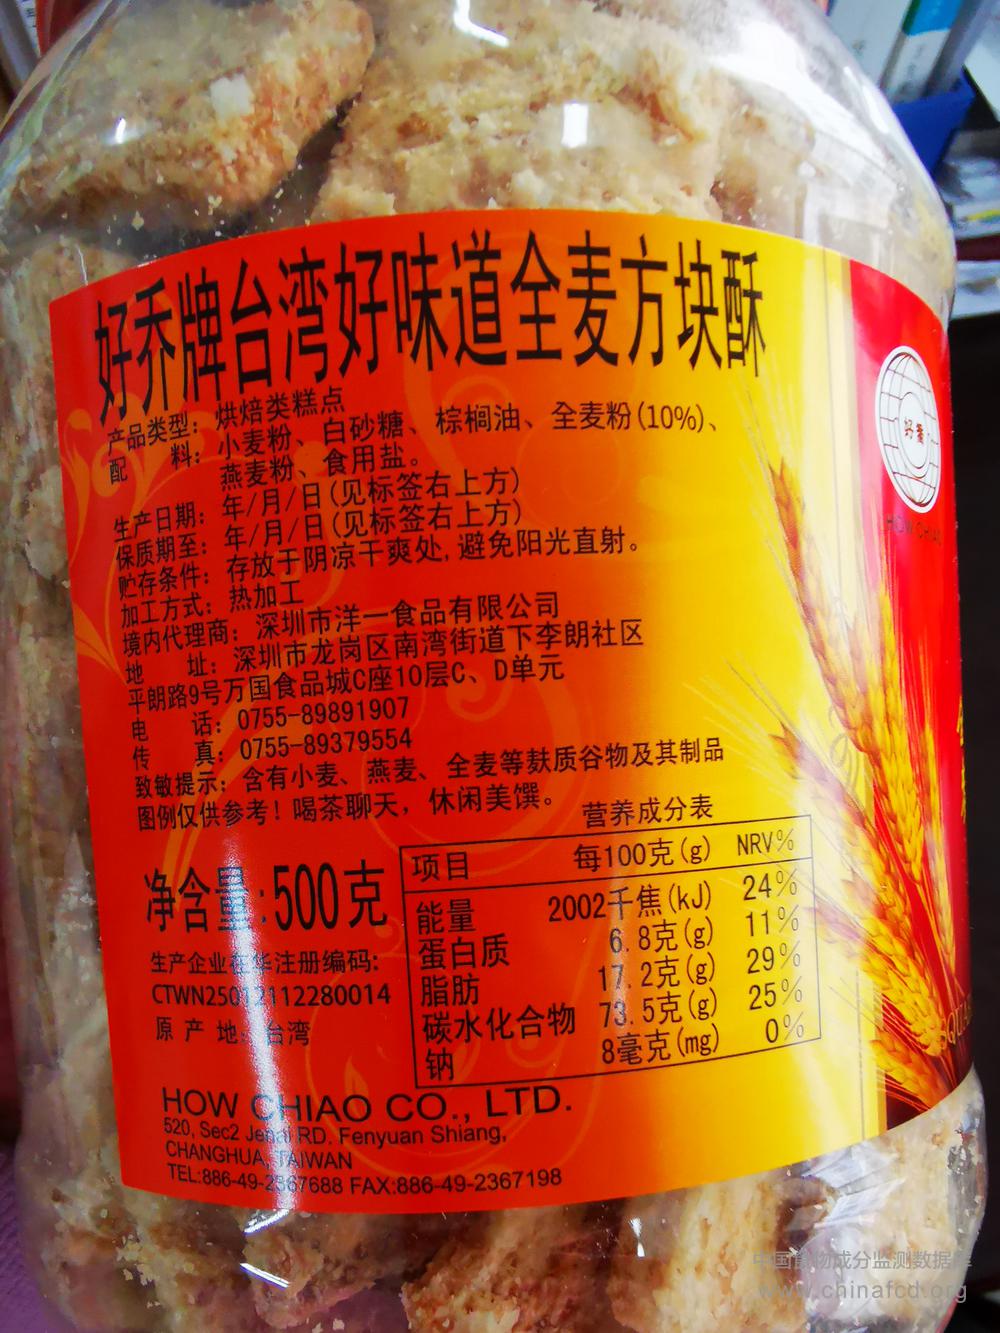 好乔牌台湾好味道全麦方块酥
产品类型：烘焙类糕点
配 料：小麦粉、白砂糖、棕榈油、全麦粉(10%)、
燕麦粉、食用盐。
生产日期：年/月/日(见标签右上方)
保质期至：年/月/日(见标签右上方)
贮存条件：存放于阴凉干爽处,避免阳光直射。
加工方式：热加工
境内代理商：深圳市洋一食品有限公司
地 址：深圳市龙岗区南湾街道下李朗社区
平朗路9号万国食品城C座10层C、D单元
电 话：0755-89891907
传 真：0755-89379554
致敏提示：含有小麦、燕麦、全麦等麸质谷物及其制品
图例仅供参考！喝茶聊天，休闲美馔。
营养成分表
项目 每100克(g) NRV%
能量 2002千焦(kJ) 24%
蛋白质 6.8克(g) 11%
脂肪 17.2克(g) 29%
碳水化合物 73.5克(g) 25%
钠 8毫克(mg) 0%
净含量:500克
生产企业在华注册编码:
CTWN25012112280014
原 产 地：台湾
HOW CHIAO CO., LTD.
520, Sec2 Jenai RD. Fenyuan Shiang,
CHANGHUA, TAIWAN
TEL:886-49-2367688 FAX:886-49-2367198
HOW CHIAO
中国食物成分监测数据库
www.chinafcd.org